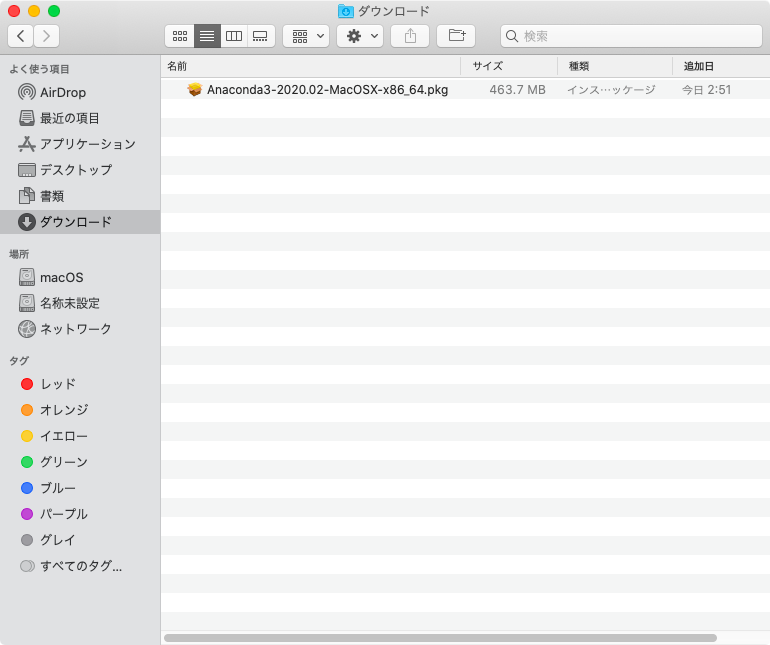 ダウンロード
検索
よく使う項目
AirDrop
最近の項目
アプリケーション
デスクトップ
書類
ダウンロード
場所
macOS
名称未設定
ネットワーク
タグ
レッド
オレンジ
イエロー
グリーン
ブルー
パープル
グレイ
すべてのタグ...
名前 サイズ 種類 追加日
Anaconda3-2020.02-MacOSX-x86_64.pkg 463.7 MB インス…ッケージ 今日 2:51